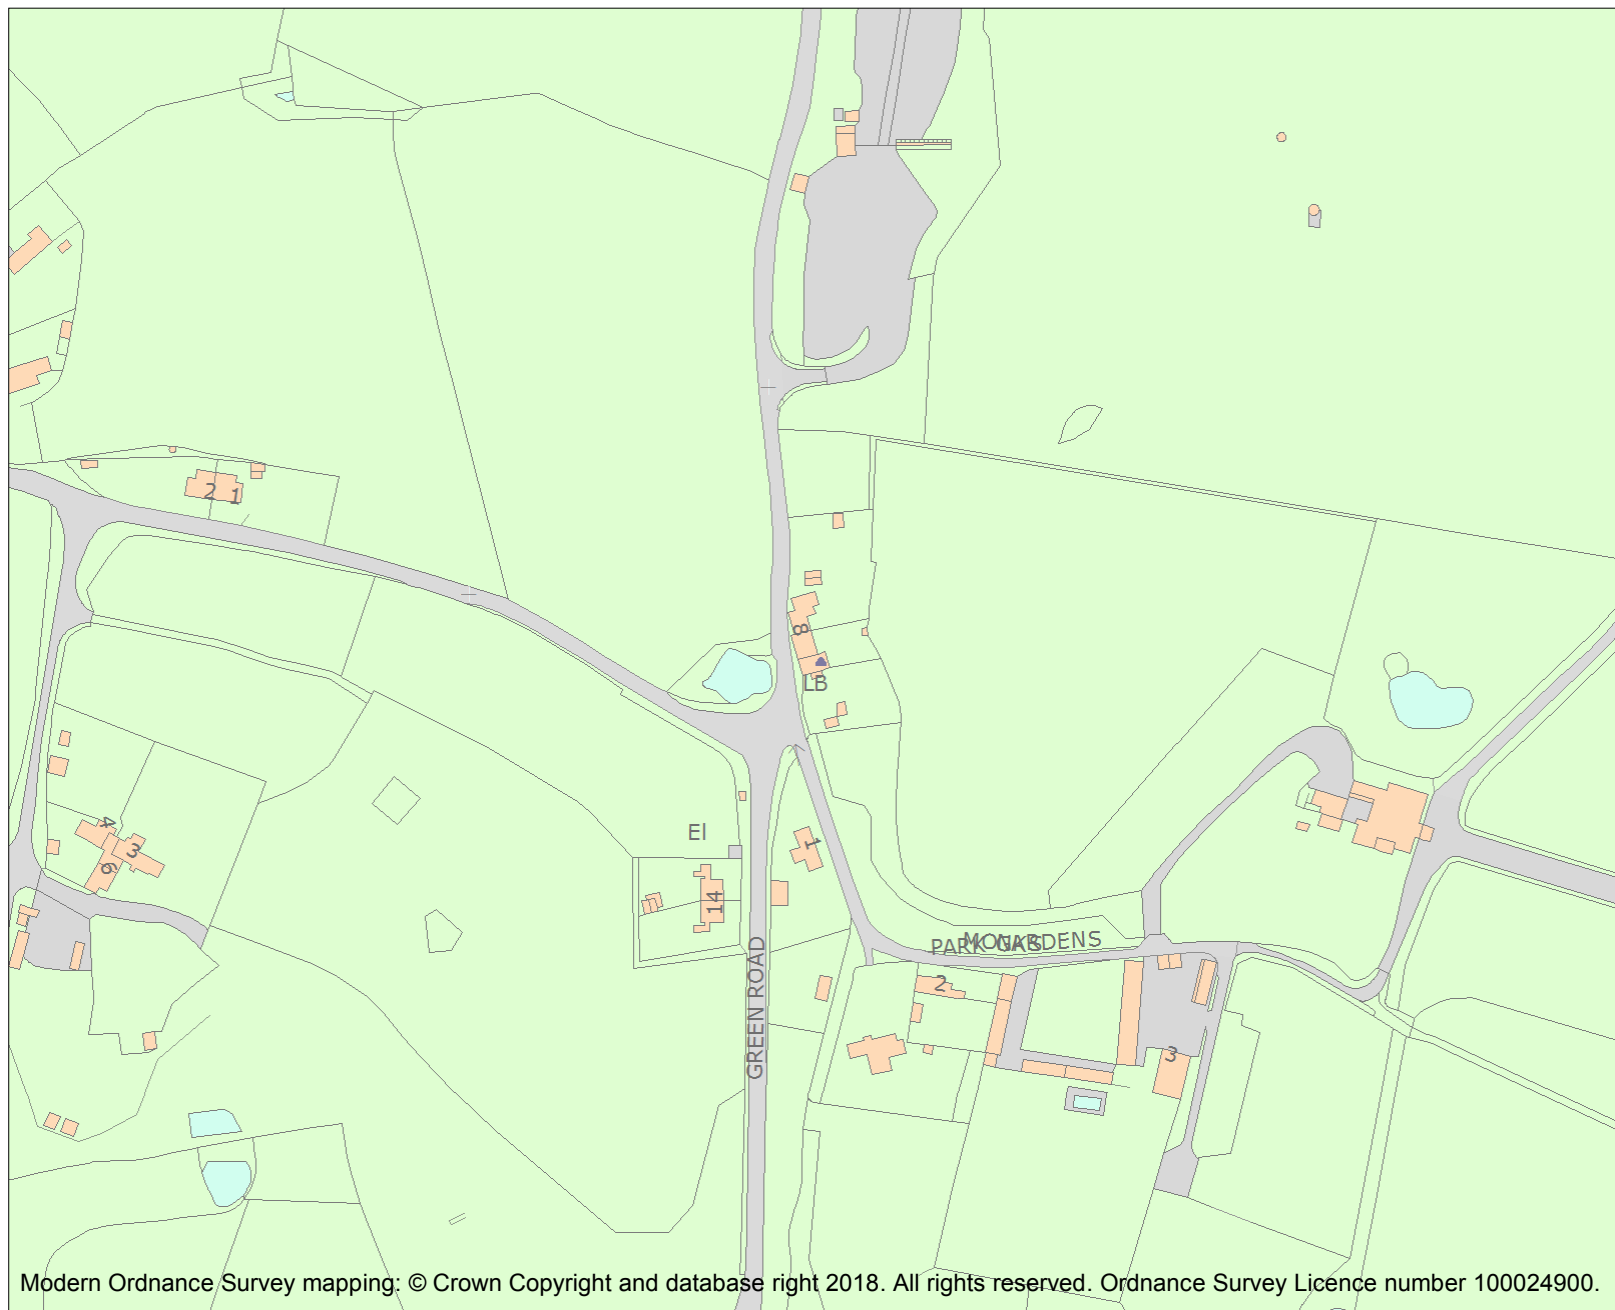 2
1
8
LB
4
3
6
El
1
14
PARK
GARDENS
2
GREEN ROAD
3
Modern Ordnance Survey mapping: © Crown Copyright and database right 2018. All rights reserved. Ordnance Survey Licence number 100024900.